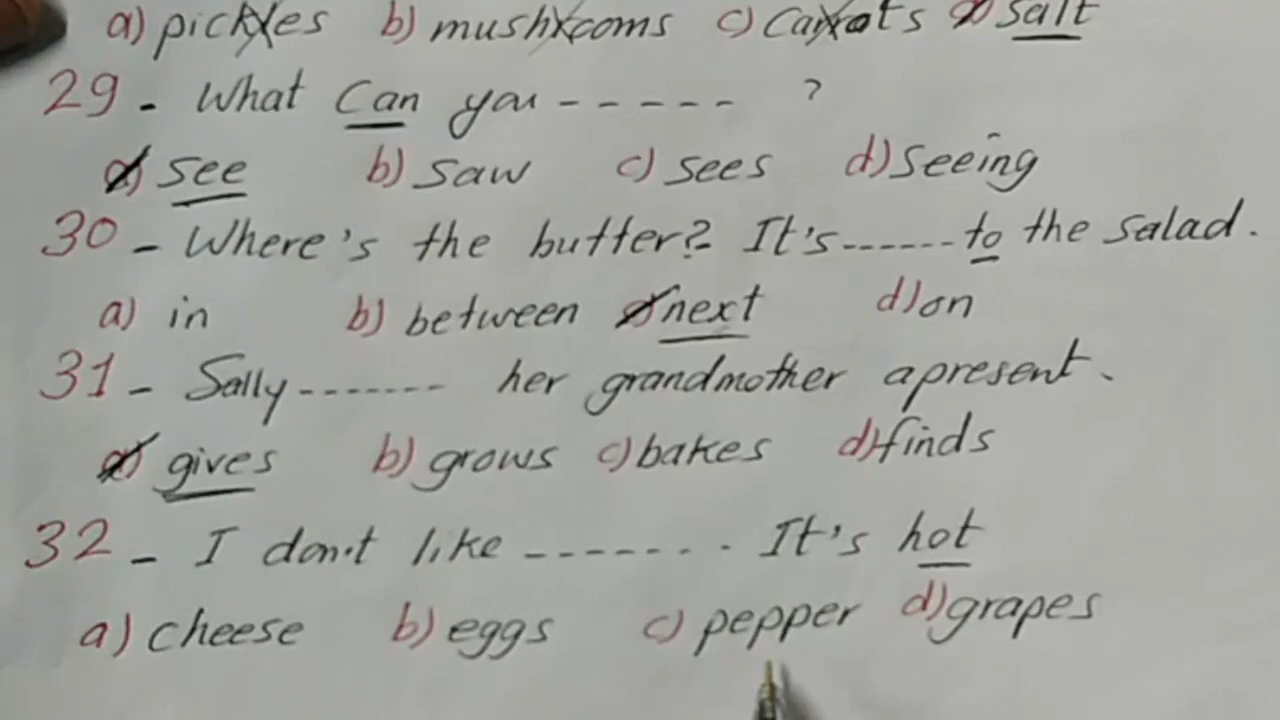 a) pickles b) mushrooms c) Carrots d) Salt
29 - What Can you ------ ?
a) see b) saw c) sees d) seeing
30 - Where's the butter? It's------to the salad.
a) in b) between c) next d) on
31 - Sally------- her grandmother a present.
a) gives b) grows c) bakes d) finds
32 - I don't like -------. It's hot
a) cheese b) eggs c) pepper d) grapes